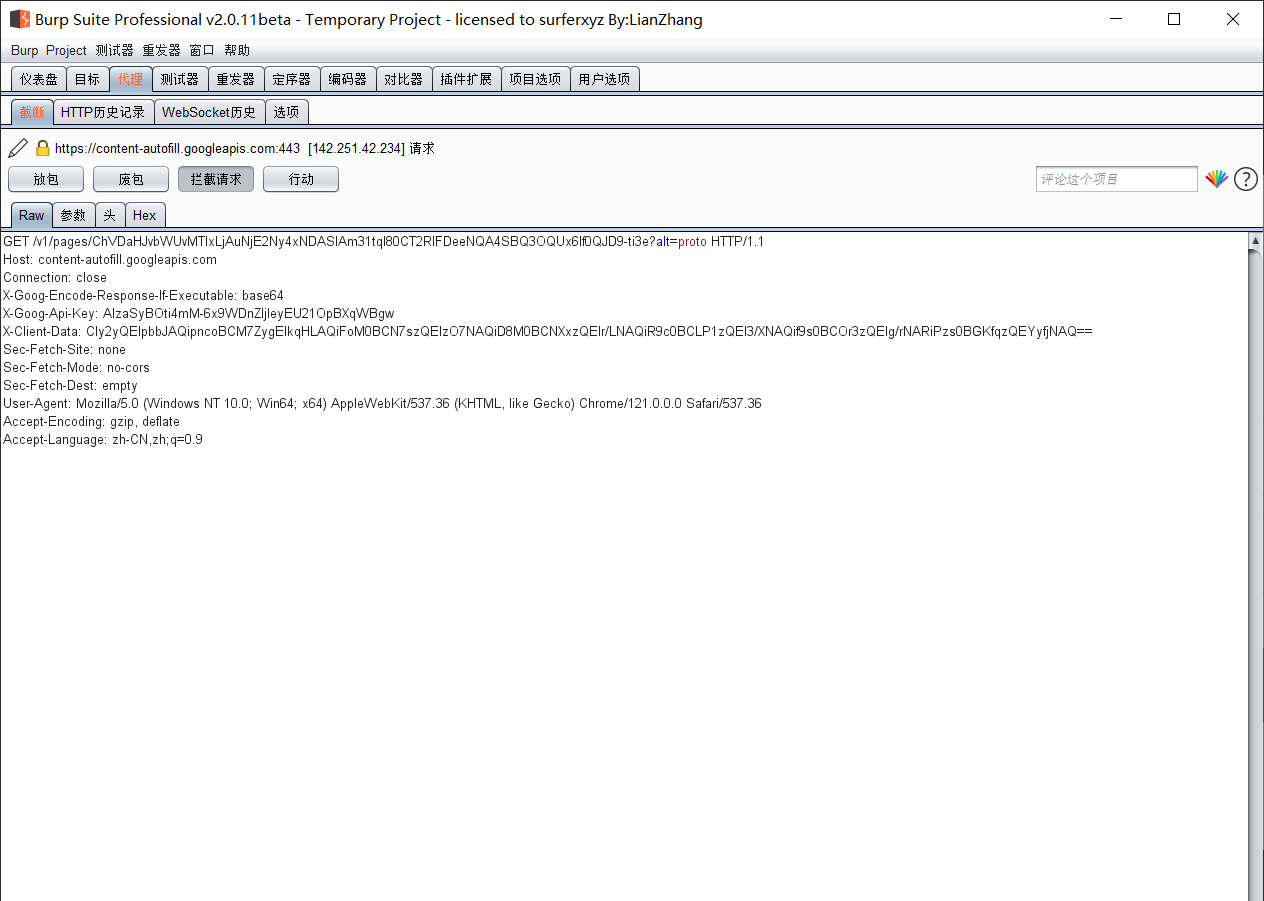 Burp Suite Professional v2.0.11beta - Temporary Project - licensed to surferxyz By:LianZhang
Burp Project 测试器 重发器 窗口 帮助
仪表盘 目标 代理 测试器 重发器 定序器 编码器 对比器 插件扩展 项目选项 用户选项
截断 HTTP历史记录 WebSocket历史 选项
https://content-autofill.googleapis.com:443 [142.251.42.234] 请求
放包 废包 拦截请求 行动 评论这个项目 ?
Raw 参数 头 Hex
GET /v1/pages/ChVDaHJvbWUvMTIxLjAuNjE2Ny4xNDASIAm31tqI80CT2RIFDeeNQA4SBQ3OQUx6If0QJD9-ti3e?alt=proto HTTP/1.1
Host: content-autofill.googleapis.com
Connection: close
X-Goog-Encode-Response-If-Executable: base64
X-Goog-Api-Key: AIzaSyBOti4mM-6x9WDnZIjIeyEU21OpBXqWBgw
X-Client-Data: CIy2yQEIpbbJAQipncoBCM7ZygEIkqHLAQiFoM0BCN7szQEIzO7NAQiD8M0BCNXxzQEIr/LNAQiR9c0BCLP1zQEI3/XNAQif9s0BCOr3zQEIg/rNARiPzs0BGKfqzQEYyfjNAQ==
Sec-Fetch-Site: none
Sec-Fetch-Mode: no-cors
Sec-Fetch-Dest: empty
User-Agent: Mozilla/5.0 (Windows NT 10.0; Win64; x64) AppleWebKit/537.36 (KHTML, like Gecko) Chrome/121.0.0.0 Safari/537.36
Accept-Encoding: gzip, deflate
Accept-Language: zh-CN,zh;q=0.9